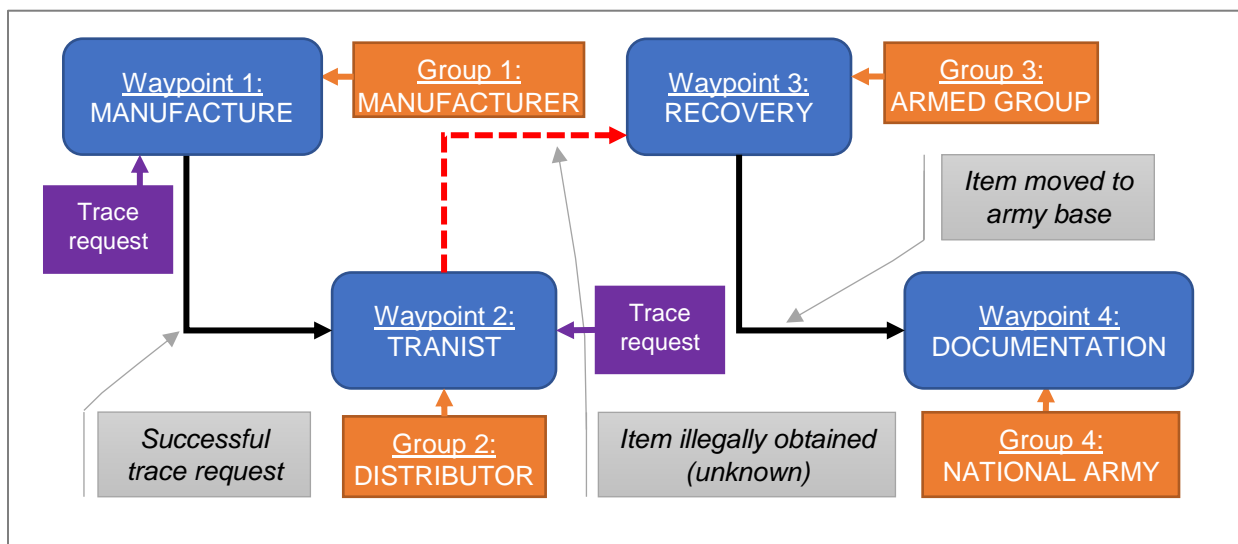 Waypoint 1:
MANUFACTURE
Group 1:
MANUFACTURER
Waypoint 3:
RECOVERY
Group 3:
ARMED GROUP
Trace
request
Item moved to
army base
Waypoint 2:
TRANIST
Trace
request
Waypoint 4:
DOCUMENTATION
Successful
trace request
Group 2:
DISTRIBUTOR
Item illegally obtained
(unknown)
Group 4:
NATIONAL ARMY